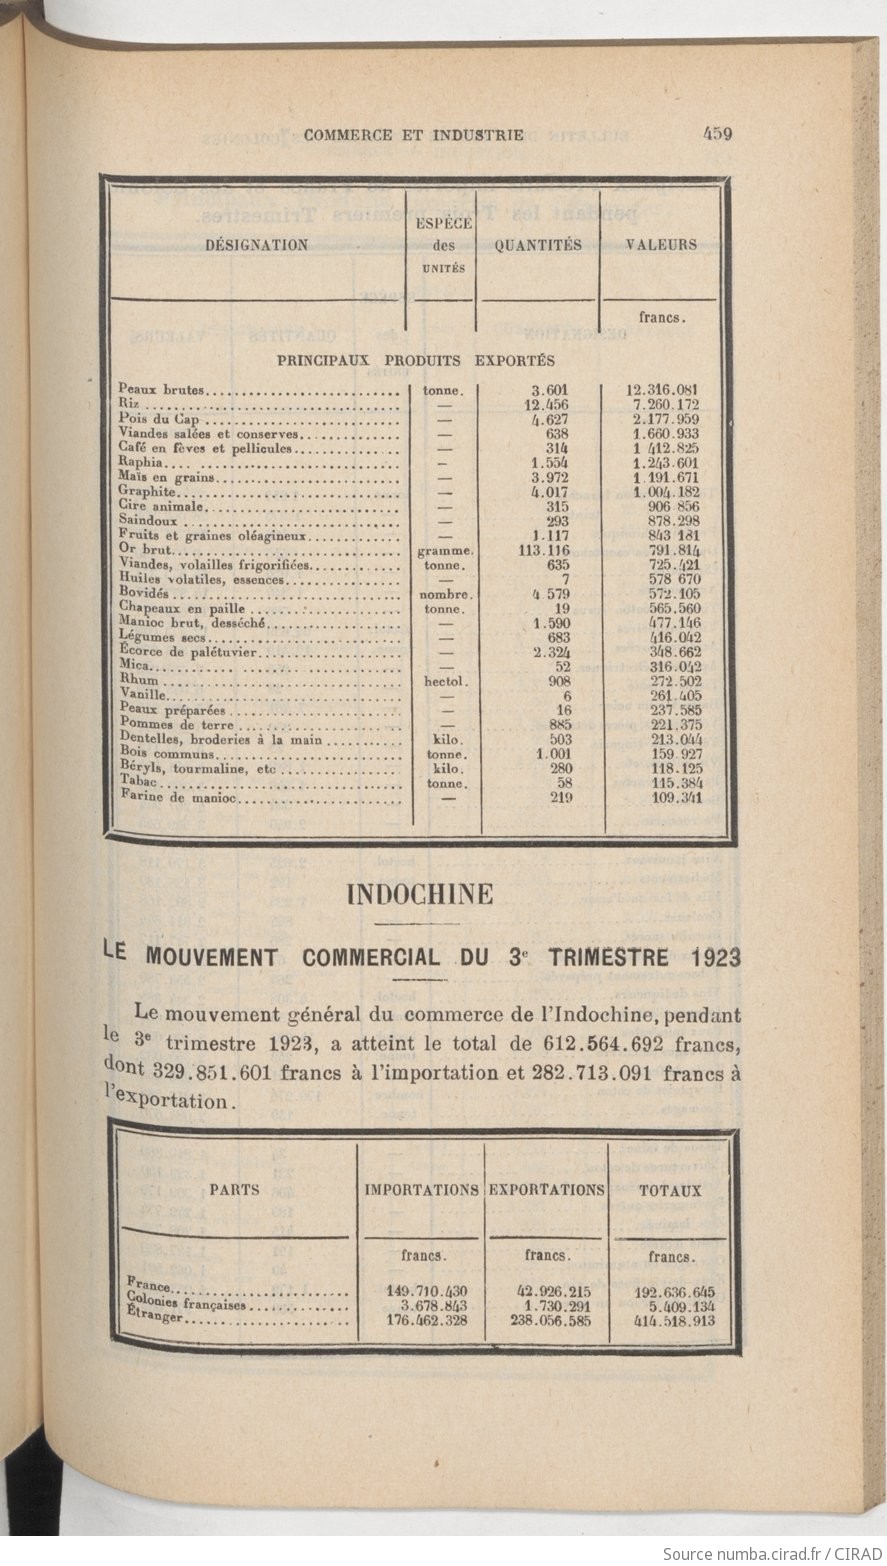 COMMERCE ET INDUSTRIE 459
DÉSIGNATION ESPÈCE des UNITÉS QUANTITÉS VALEURS
francs.
PRINCIPAUX PRODUITS EXPORTÉS
Peaux brutes........................... tonne. 3.601 12.316.081
Riz .................................... — 12.456 7.260.172
Pois du Cap ........................... — 4.627 2.177.959
Viandes salées et conserves.............. — 638 1.660.933
Café en fèves et pellicules............... — 314 1 412.825
Raphia.... ............................ — 1.554 1.243.601
Maïs en grains.......................... — 3.972 1 191.671
Graphite............................... — 4.017 1.004.182
Cire animale........................... — 315 906 856
Saindoux .............................. — 293 878.298
Fruits et graines oléagineux............. — 1.117 843 181
Or brut................................ gramme. 113.116 791.814
Viandes, volailles frigorifiées............. tonne. 635 725.421
Huiles volatiles, essences................ — 7 578 670
Bovidés ................................ nombre. 4 579 572.105
Chapeaux en paille ..................... tonne. 19 565.560
Manioc brut, desséché................... — 1.590 477.146
Légumes secs........................... — 683 416.042
Écorce de palétuvier.................... — 2.324 348.662
Mica........... ....................... — 52 316.042
Rhum ................................. hectol. 908 272.502
Vanille................................. — 6 261.405
Peaux préparées ........................ — 16 237.585
Pommes de terre ....................... — 885 221.375
Dentelles, broderies à la main ........... kilo. 503 213.044
Bois communs.......................... tonne. 1.001 159 927
Béryls, tourmaline, etc ................. kilo. 280 118.125
Tabac ................................. tonne. 58 115.384
Farine de manioc....................... — 219 109.341
INDOCHINE
LE MOUVEMENT COMMERCIAL DU 3e TRIMESTRE 1923
Le mouvement général du commerce de l'Indochine, pendant
le 3e trimestre 1923, a atteint le total de 612.564.692 francs,
dont 329.851.601 francs à l'importation et 282.713.091 francs à
l'exportation.
PARTS IMPORTATIONS EXPORTATIONS TOTAUX
francs. francs. francs.
France......................... 149.710.430 42.926.215 192.636.645
Colonies françaises .............. 3.678.843 1.730.291 5.409.134
Étranger....................... 176.462.328 238.056.585 414.518.913
Source numba.cirad.fr / CIRAD